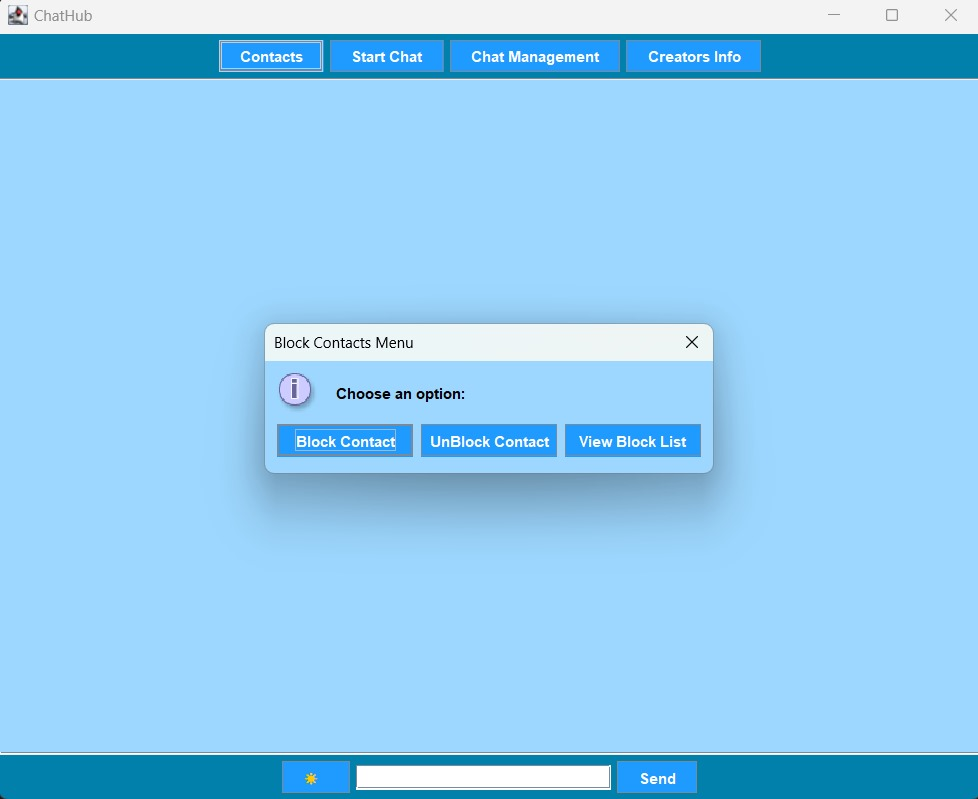 ChatHub
Contacts Start Chat Chat Management Creators Info
Block Contacts Menu
Choose an option:
Block Contact UnBlock Contact View Block List
Send